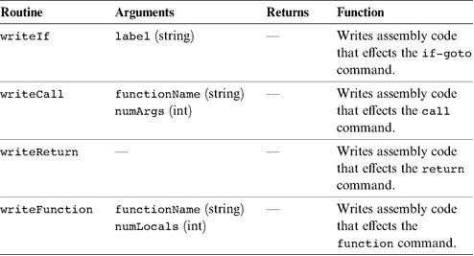 Routine Arguments Returns Function
writeIf label (string) — Writes assembly code
that effects the if-goto
command.
writeCall functionName (string) — Writes assembly code
numArgs (int) that effects the call
command.
writeReturn — — Writes assembly code
that effects the return
command.
writeFunction functionName (string) — Writes assembly code
numLocals (int) that effects the
function command.